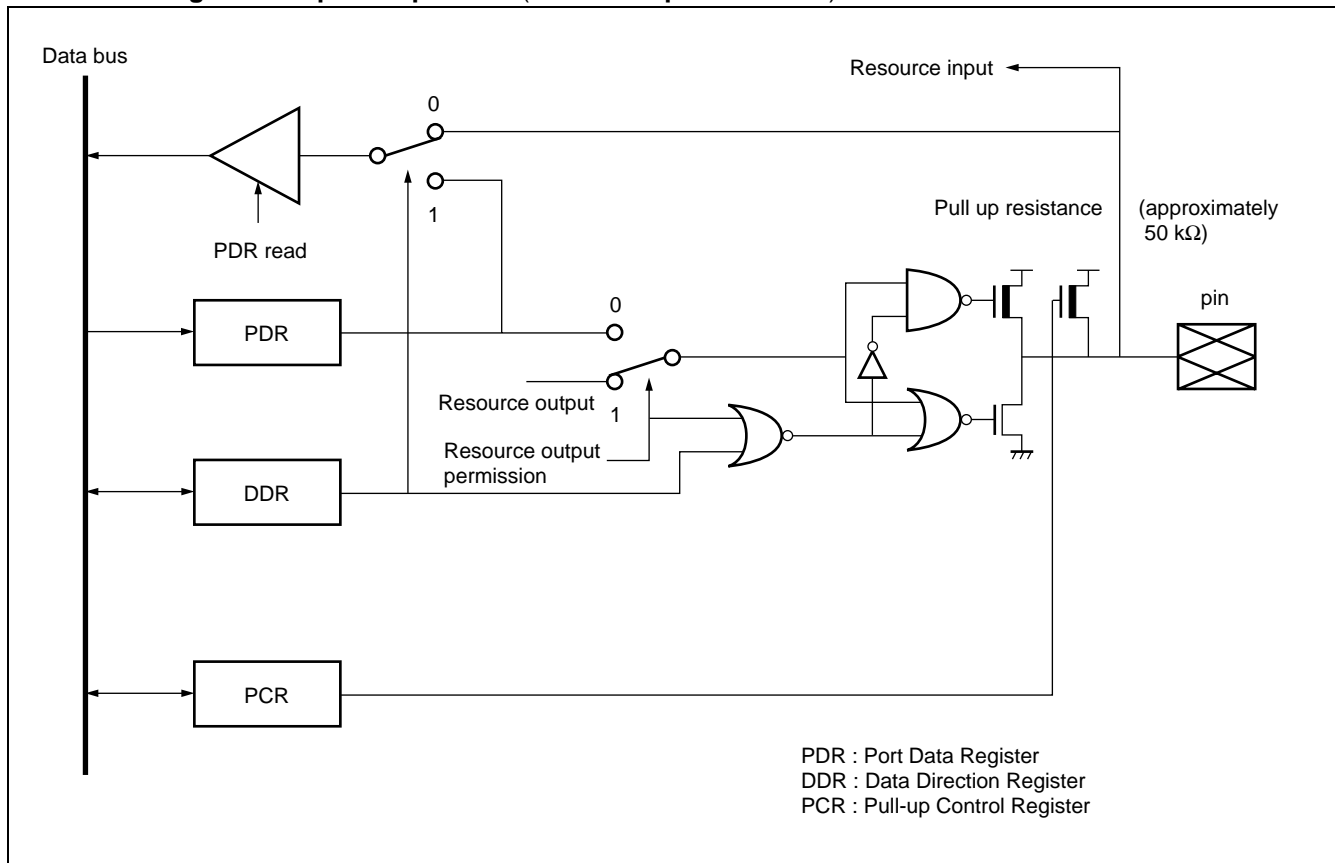 Data bus
Resource input
0
1
Pull up resistance
(approximately
50 kΩ)
PDR read
PDR
0
pin
Resource output
1
Resource output
permission
DDR
PCR
PDR : Port Data Register
DDR : Data Direction Register
PCR : Pull-up Control Register